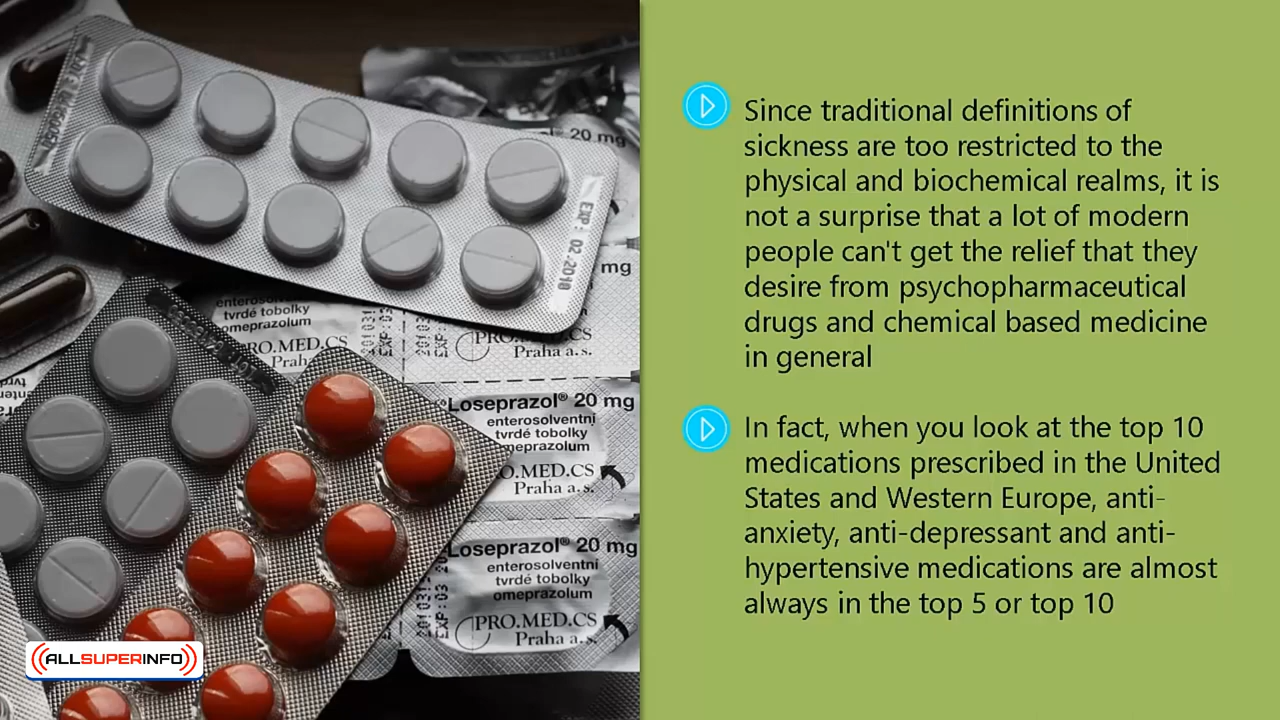 Since traditional definitions of
sickness are too restricted to the
physical and biochemical realms, it is
not a surprise that a lot of modern
people can't get the relief that they
desire from psychopharmaceutical
drugs and chemical based medicine
in general
In fact, when you look at the top 10
medications prescribed in the United
States and Western Europe, anti-
anxiety, anti-depressant and anti-
hypertensive medications are almost
always in the top 5 or top 10
EXP: 02.2018
20 mg
mg
enterosolventní
tvrdé tobolky
omeprazolum
PRO.MED.CS
Praha a.s.
Loseprazol® 20 mg
enterosolventní
tvrdé tobolky
omeprazolum
O.MED.CS
Praha a.s.
Loseprazol® 20 mg
enterosolventní
tvrdé tobolky
omeprazolum
PRO.MED.CS
Praha a.s.
ALLSUPERINFO